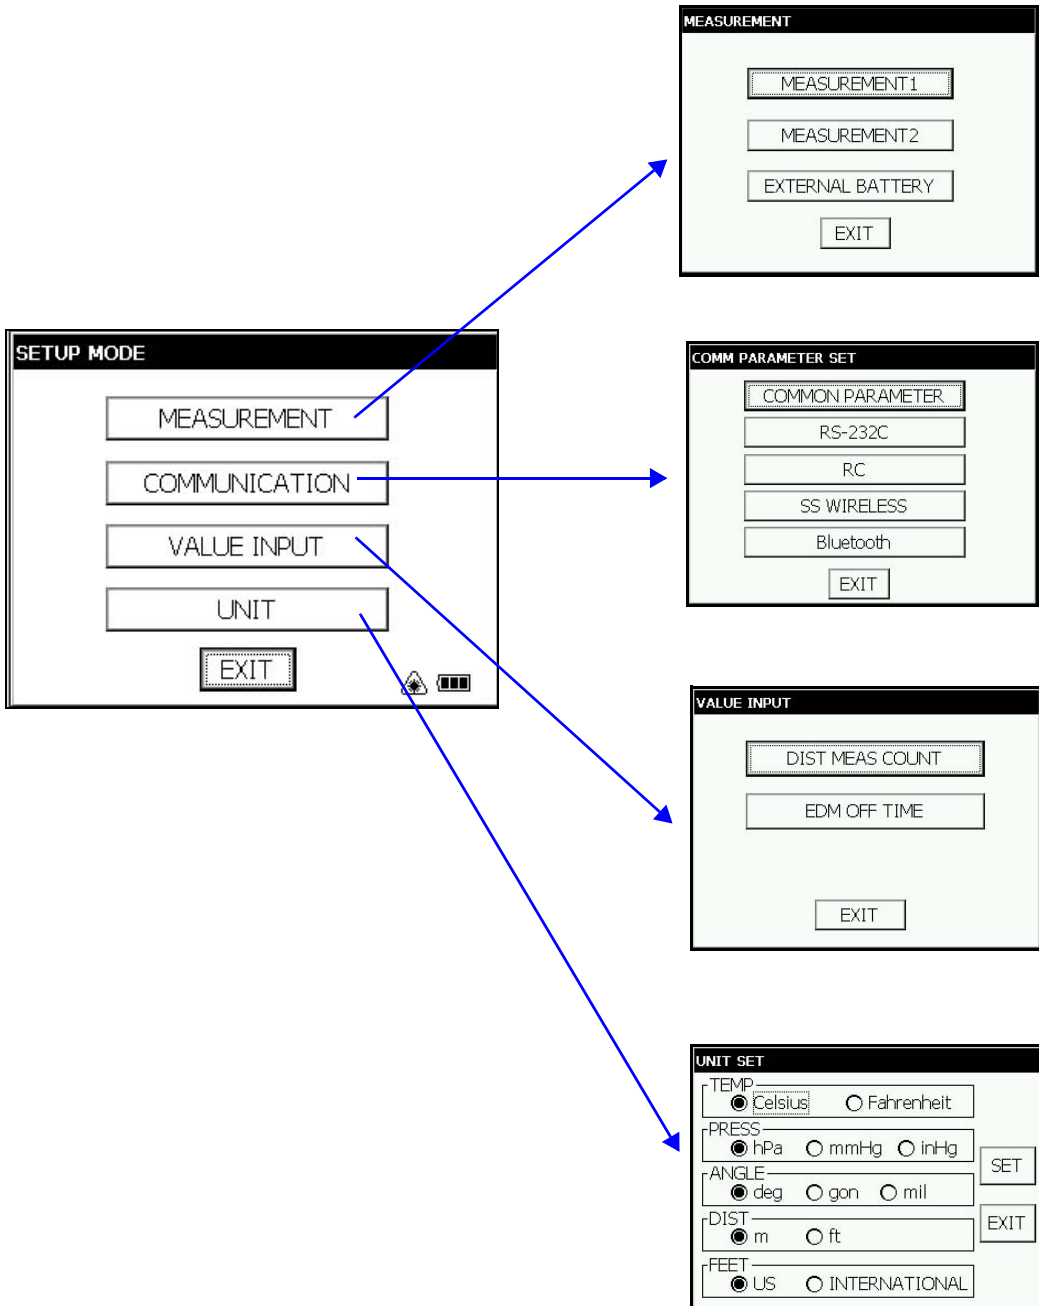 MEASUREMENT
MEASUREMENT1
MEASUREMENT2
EXTERNAL BATTERY
EXIT
SETUP MODE
MEASUREMENT
COMMUNICATION
VALUE INPUT
UNIT
EXIT
COMM PARAMETER SET
COMMON PARAMETER
RS-232C
RC
SS WIRELESS
Bluetooth
EXIT
VALUE INPUT
DIST MEAS COUNT
EDM OFF TIME
EXIT
UNIT SET
TEMP
Celsius Fahrenheit
PRESS
hPa mmHg inHg
SET
ANGLE
deg gon mil
DIST
m ft
EXIT
FEET
US INTERNATIONAL